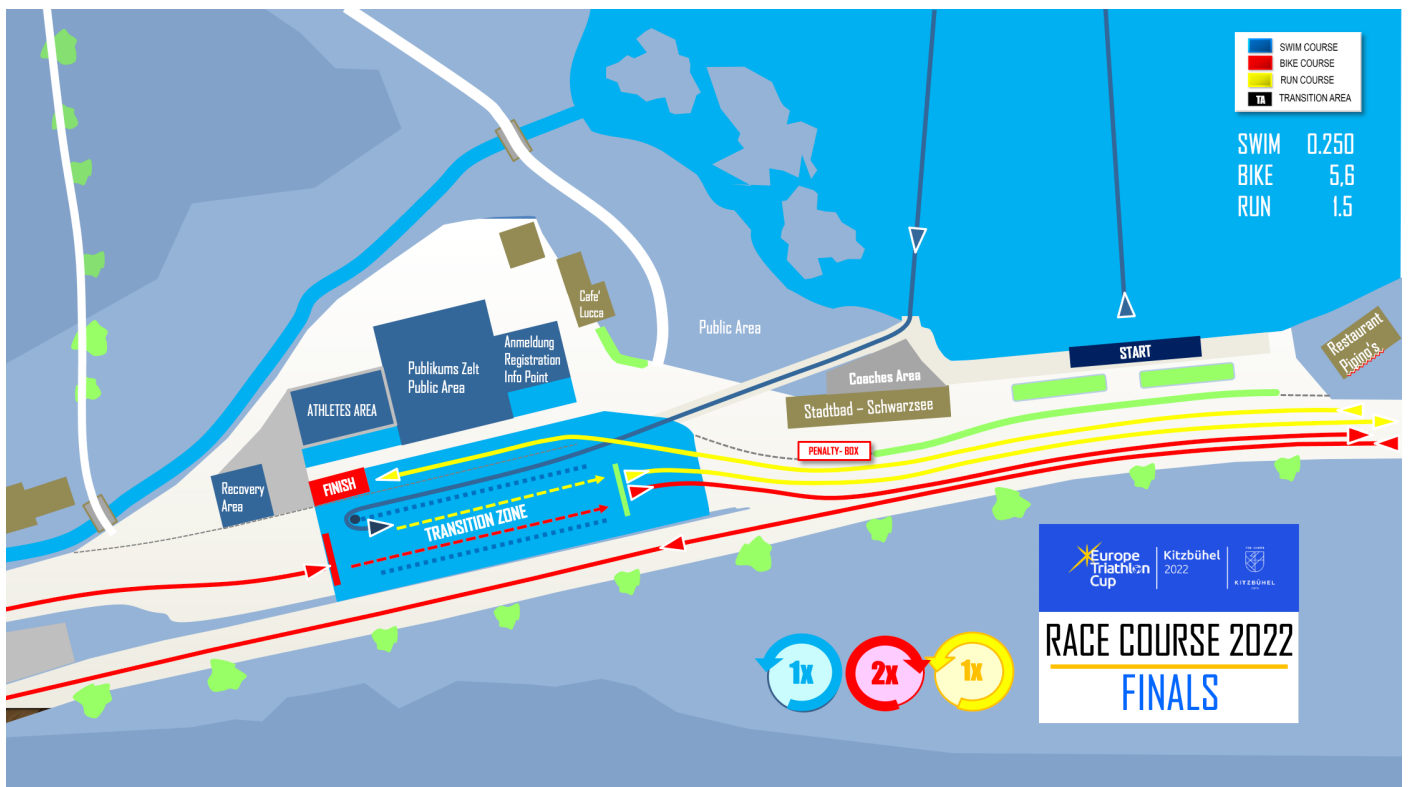 SWIM COURSE
BIKE COURSE
RUN COURSE
TA TRANSITION AREA
SWIM 0.250
BIKE 5,6
RUN 1.5
Cafe'
Lucca
Public Area
Restaurant
Pipino's
Anmeldung
Registration
Info Point
Publikums Zelt
Public Area
START
Coaches Area
Stadtbad – Schwarzsee
ATHLETES AREA
PENALTY- BOX
Recovery
Area
FINISH
TRANSITION ZONE
Europe
Triathlon
Cup
Kitzbühel
2022
KITZBÜHEL
RACE COURSE 2022
FINALS
1X
2X
1X